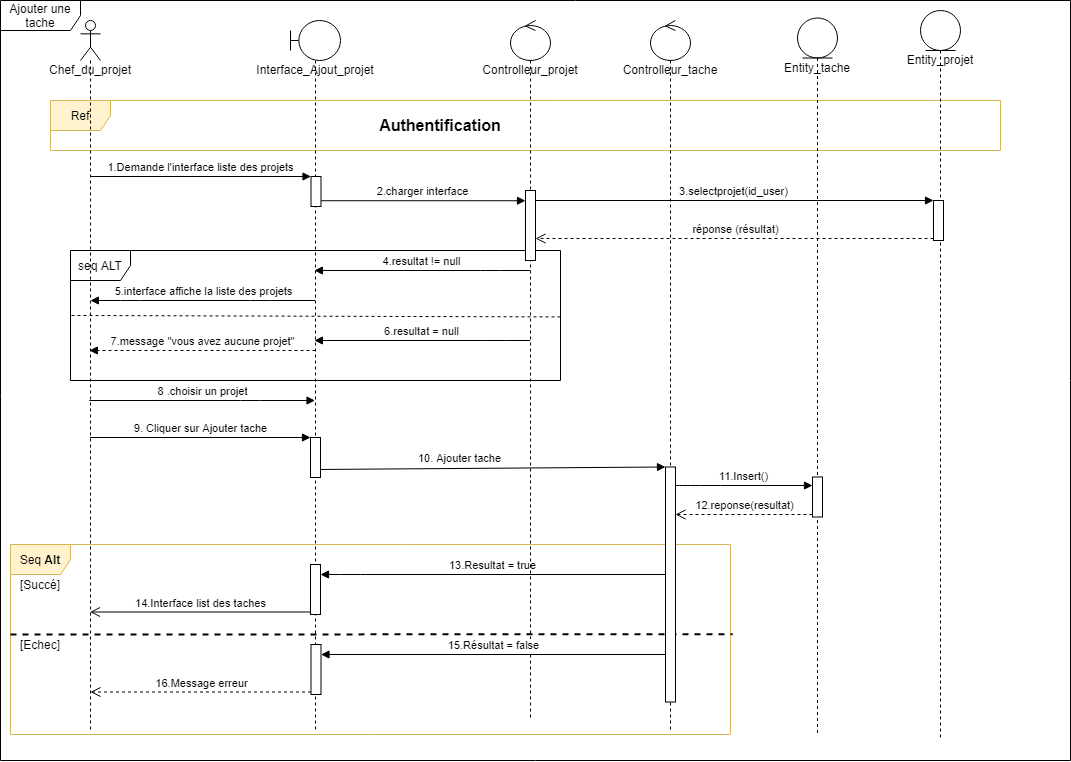 Ajouter une
tache
Chef_du_projet
Interface_Ajout_projet
Controlleur_projet
Controlleur_tache
Entity_tache
Entity_projet
Ref
Authentification
1.Demande l'interface liste des projets
2.charger interface
3.selectprojet(id_user)
réponse (résultat)
seq ALT
4.resultat != null
5.interface affiche la liste des projets
6.resultat = null
7.message "vous avez aucune projet"
8 .choisir un projet
9. Cliquer sur Ajouter tache
10. Ajouter tache
11.Insert()
12.reponse(resultat)
Seq Alt
[Succé]
13.Resultat = true
14.Interface list des taches
[Echec]
15.Résultat = false
16.Message erreur